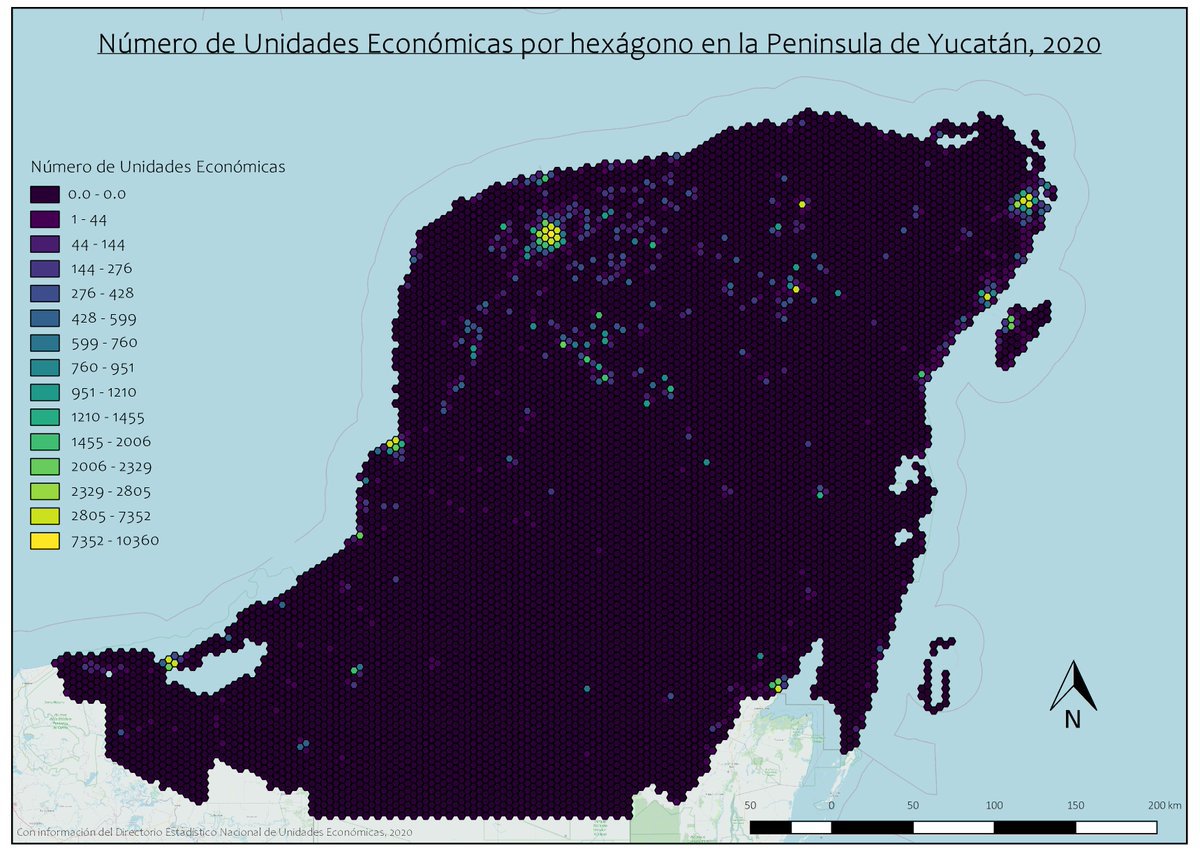 Número de Unidades Económicas por hexágono en la Peninsula de Yucatán, 2020
Número de Unidades Económicas
0.0 - 0.0
1 - 44
44 - 144
144 - 276
276 - 428
428 - 599
599 - 760
760 - 951
951 - 1210
1210 - 1455
1455 - 2006
2006 - 2329
2329 - 2805
2805 - 7352
7352 - 10360
N
50 0 50 100 150 200 km
Con información del Directorio Estadístico Nacional de Unidades Económicas, 2020